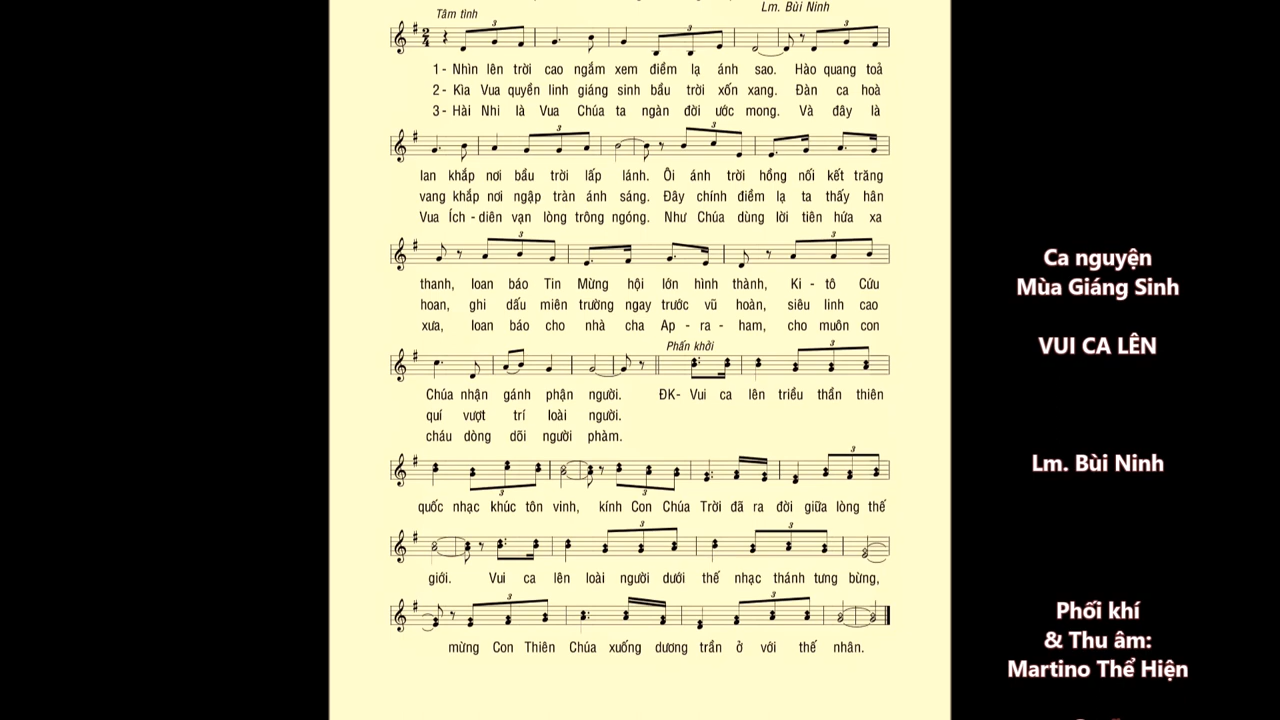 Tâm tình
Lm. Bùi Ninh
1- Nhìn lên trời cao ngắm xem điềm lạ ánh sao. Hào quang toả
2- Kìa Vua quyền linh giáng sinh bầu trời xốn xang. Đàn ca hoà
3- Hài Nhi là Vua Chúa ta ngàn đời ước mong. Và đây là
lan khắp nơi bầu trời lấp lánh. Ôi ánh trời hồng nối kết trăng
vang khắp nơi ngập tràn ánh sáng. Đây chính điềm lạ ta thấy hân
Vua Ích-diên vạn lòng trông ngóng. Như Chúa dùng lời tiên hứa xa
thanh, loan báo Tin Mừng hội lớn hình thành, Ki - tô Cứu
hoan, ghi dấu miên trường ngay trước vũ hoàn, siêu linh cao
xưa, loan báo cho nhà cha Ap - ra - ham, cho muôn con
Phấn khởi
Chúa nhận gánh phận người. ĐK- Vui ca lên triều thần thiên
quí vượt trí loài người.
cháu dòng dõi người phàm.
quốc nhạc khúc tôn vinh, kính Con Chúa Trời đã ra đời giữa lòng thế
giới. Vui ca lên loài người dưới thế nhạc thánh tưng bừng,
mừng Con Thiên Chúa xuống dương trần ở với thế nhân.
Ca nguyện
Mùa Giáng Sinh
VUI CA LÊN
Lm. Bùi Ninh
Phối khí
& Thu âm:
Martino Thể Hiện